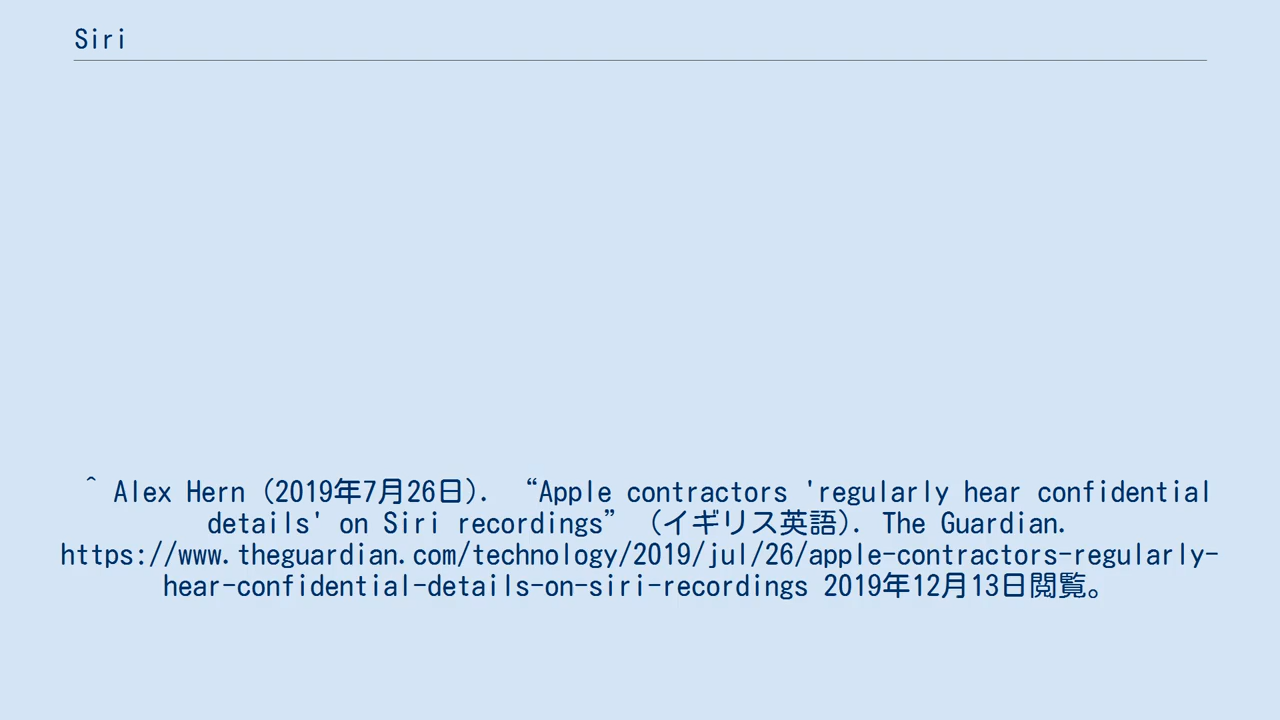 Siri
^ Alex Hern (2019年7月26日). “Apple contractors 'regularly hear confidential
details' on Siri recordings” (イギリス英語). The Guardian.
https://www.theguardian.com/technology/2019/jul/26/apple-contractors-regularly-
hear-confidential-details-on-siri-recordings 2019年12月13日閲覧。